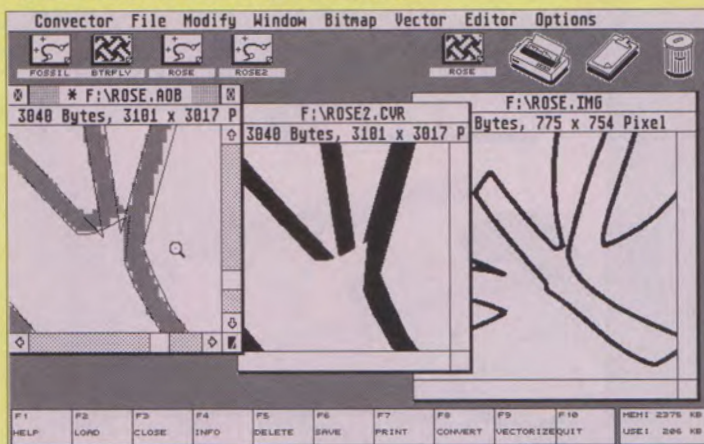 Convector File Modify Window Bitmap Vector Editor Options
FOSSIL BTRFLY ROSE ROSE2 ROSE
* F:\ROSE.AOB
3040 Bytes, 3101 x 3017 P
F:\ROSE2.CVR
3040 Bytes, 3101 x 3017 P
F:\ROSE.IMG
Bytes, 775 x 754 Pixel
F1 F2 F3 F4 F5 F6 F7 F8 F9 F10
HELP LOAD CLOSE INFO DELETE SAVE PRINT CONVERT VECTORIZE QUIT
MEM: 2376 KB
USE: 206 KB